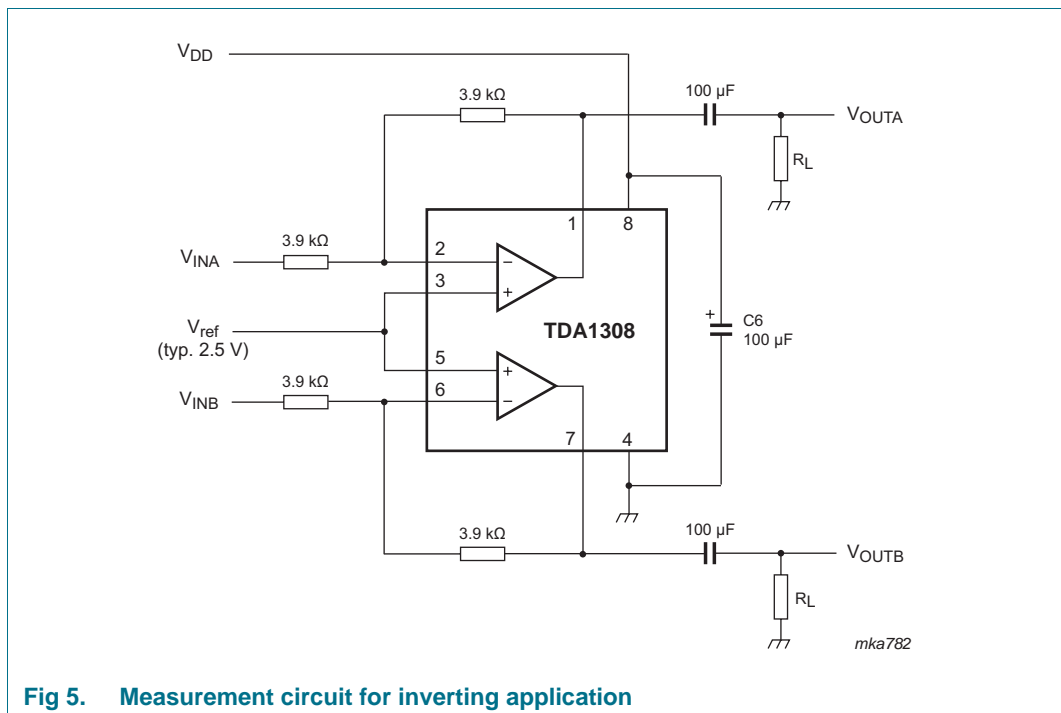 VDD
3.9 kΩ
100 μF
VOUTA
RL
1
8
3.9 kΩ
VINA
2
−
3
+
Vref
(typ. 2.5 V)
TDA1308
+
C6
100 μF
5
+
3.9 kΩ
VINB
6
−
7
4
3.9 kΩ
100 μF
VOUTB
RL
mka782
Fig 5. Measurement circuit for inverting application